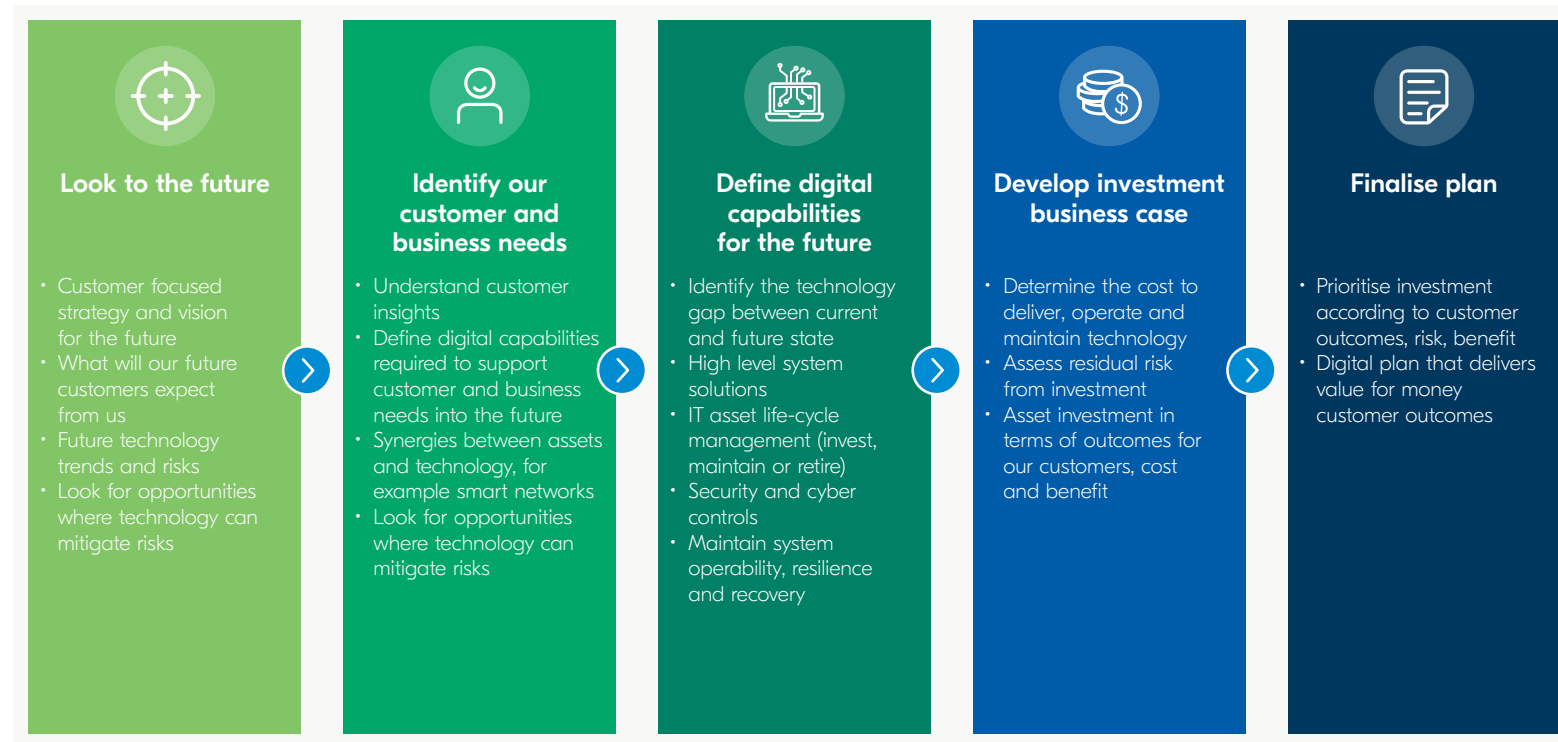 Look to the future
• Customer focused
strategy and vision
for the future
• What will our future
customers expect
from us
• Future technology
trends and risks
• Look for opportunities
where technology can
mitigate risks
Identify our
customer and
business needs
• Understand customer
insights
• Define digital capabilities
required to support
customer and business
needs into the future
• Synergies between assets
and technology, for
example smart networks
• Look for opportunities
where technology can
mitigate risks
Define digital
capabilities
for the future
• Identify the technology
gap between current
and future state
• High level system
solutions
• IT asset life-cycle
management (invest,
maintain or retire)
• Security and cyber
controls
• Maintain system
operability, resilience
and recovery
$
Develop investment
business case
• Determine the cost to
deliver, operate and
maintain technology
• Assess residual risk
from investment
• Asset investment in
terms of outcomes for
our customers, cost
and benefit
Finalise plan
• Prioritise investment
according to customer
outcomes, risk, benefit
• Digital plan that delivers
value for money
customer outcomes